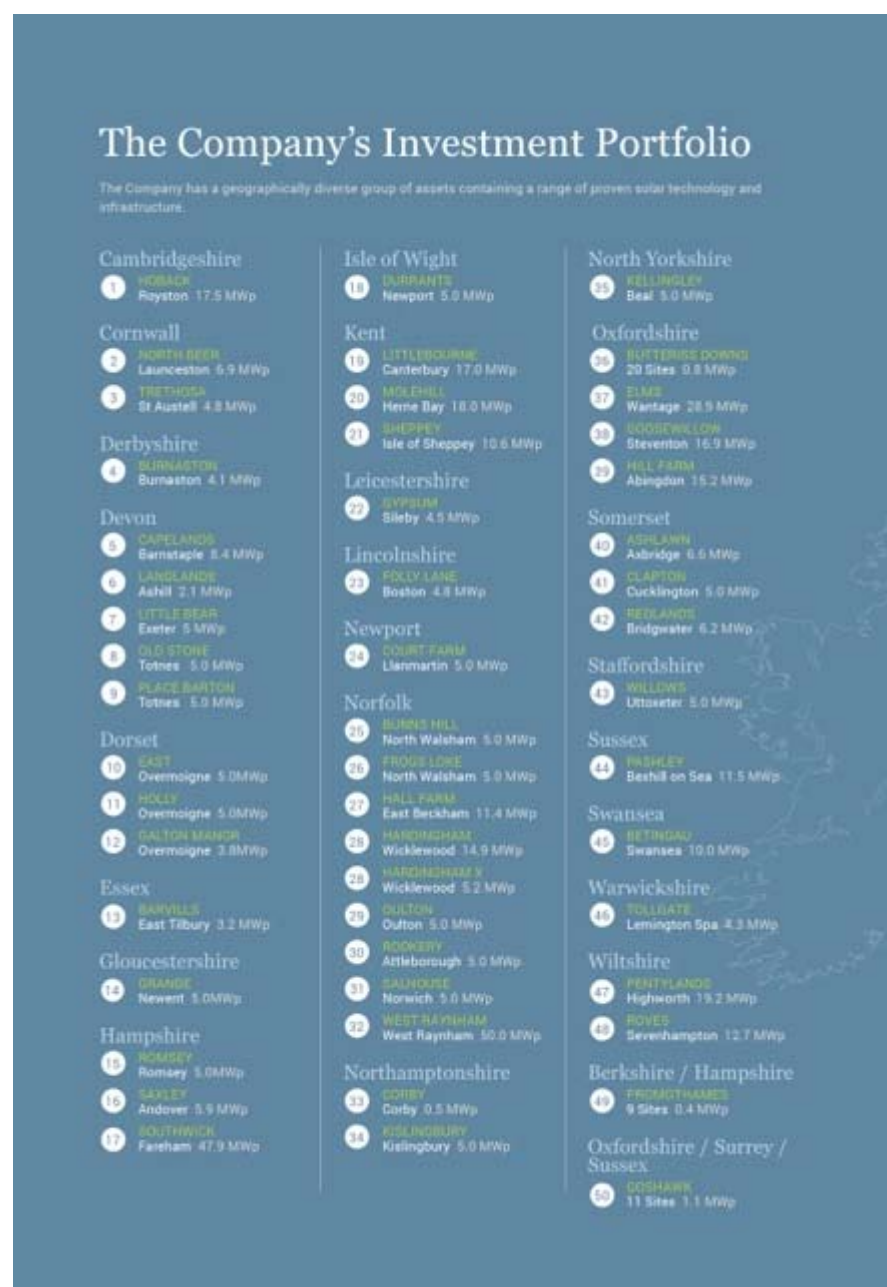 The Company's Investment Portfolio
The Company has a geographically diverse group of assets containing a range of proven solar technology and
infrastructure.
Cambridgeshire
1 HOBACK
Royston 17.5 MWp
Cornwall
2 NORTH BEER
Launceston 6.9 MWp
3 TRETHOSA
St Austell 4.8 MWp
Derbyshire
4 BURNASTON
Burnaston 4.1 MWp
Devon
5 CAPELANDS
Barnstaple 8.4 MWp
6 LANGLANDS
Ashill 2.1 MWp
7 LITTLE BEAR
Exeter 5 MWp
8 OLD STONE
Totnes 5.0 MWp
9 PLACE BARTON
Totnes 5.0 MWp
Dorset
10 EAST
Overmoigne 5.0MWp
11 HOLLY
Overmoigne 5.0MWp
12 GALTON MANOR
Overmoigne 3.8MWp
Essex
13 BARVILLS
East Tilbury 3.2 MWp
Gloucestershire
14 GRANGE
Newent 5.0MWp
Hampshire
15 ROMSEY
Romsey 5.0MWp
16 SAXLEY
Andover 5.9 MWp
17 SOUTHWICK
Fareham 47.9 MWp
Isle of Wight
18 DURRANTS
Newport 5.0 MWp
Kent
19 LITTLEBOURNE
Canterbury 17.0 MWp
20 MOLEHILL
Herne Bay 18.0 MWp
21 SHEPPEY
Isle of Sheppey 10.6 MWp
Leicestershire
22 GYPSUM
Sileby 4.5 MWp
Lincolnshire
23 FOLLY LANE
Boston 4.8 MWp
Newport
24 COURT FARM
Llanmartin 5.0 MWp
Norfolk
25 BUNNS HILL
North Walsham 5.0 MWp
26 FROGS LOKE
North Walsham 5.0 MWp
27 HALL FARM
East Beckham 11.4 MWp
28 HARDINGHAM
Wicklewood 14.9 MWp
28 HARDINGHAM X
Wicklewood 5.2 MWp
29 OULTON
Oulton 5.0 MWp
30 ROOKERY
Attleborough 5.0 MWp
31 SALHOUSE
Norwich 5.0 MWp
32 WEST RAYNHAM
West Raynham 50.0 MWp
Northamptonshire
33 CORBY
Corby 0.5 MWp
34 KISLINGBURY
Kislingbury 5.0 MWp
North Yorkshire
35 KELLINGLEY
Beal 5.0 MWp
Oxfordshire
36 BUTTERISS DOWNS
20 Sites 0.8 MWp
37 ELMS
Wantage 28.9 MWp
38 GOOSEWILLOW
Steventon 16.9 MWp
39 HILL FARM
Abingdon 15.2 MWp
Somerset
40 ASHLAWN
Axbridge 6.6 MWp
41 CLAPTON
Cucklington 5.0 MWp
42 REDLANDS
Bridgwater 6.2 MWp
Staffordshire
43 WILLOWS
Uttoxeter 5.0 MWp
Sussex
44 PASHLEY
Bexhill on Sea 11.5 MWp
Swansea
45 BETINGAU
Swansea 10.0 MWp
Warwickshire
46 TOLLGATE
Lemington Spa 4.3 MWp
Wiltshire
47 PENTYLANDS
Highworth 19.2 MWp
48 ROVES
Sevenhampton 12.7 MWp
Berkshire / Hampshire
49 PROMOTHAMES
9 Sites 0.4 MWp
Oxfordshire / Surrey /
Sussex
50 GOSHAWK
11 Sites 1.1 MWp